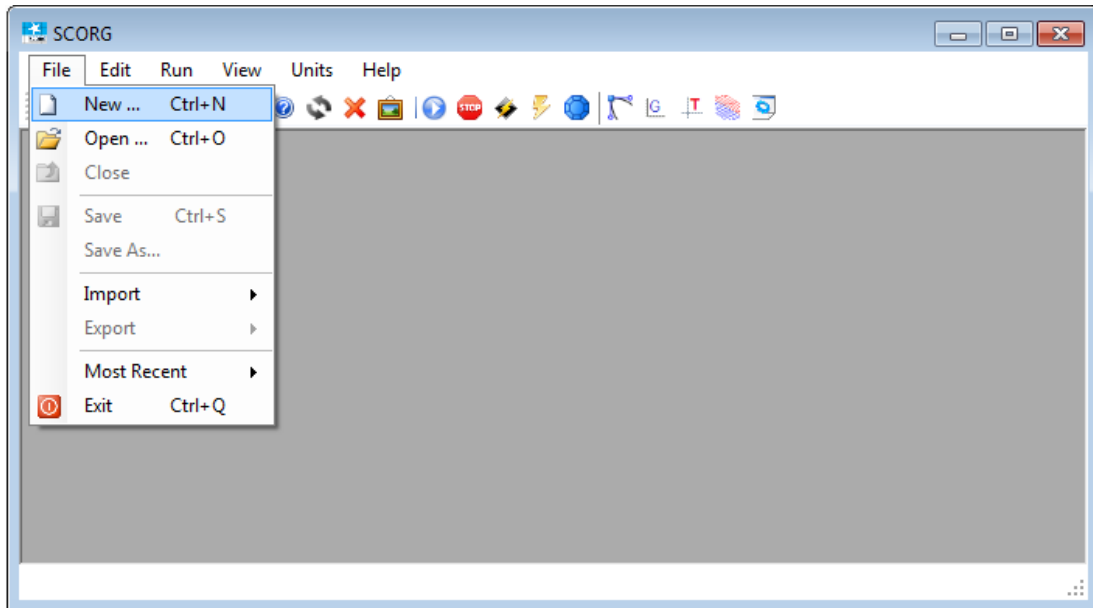 SCORG
File Edit Run View Units Help
New ... Ctrl+N
STOP G T
Open ... Ctrl+O
Close
Save Ctrl+S
Save As...
Import
Export
Most Recent
Exit Ctrl+Q